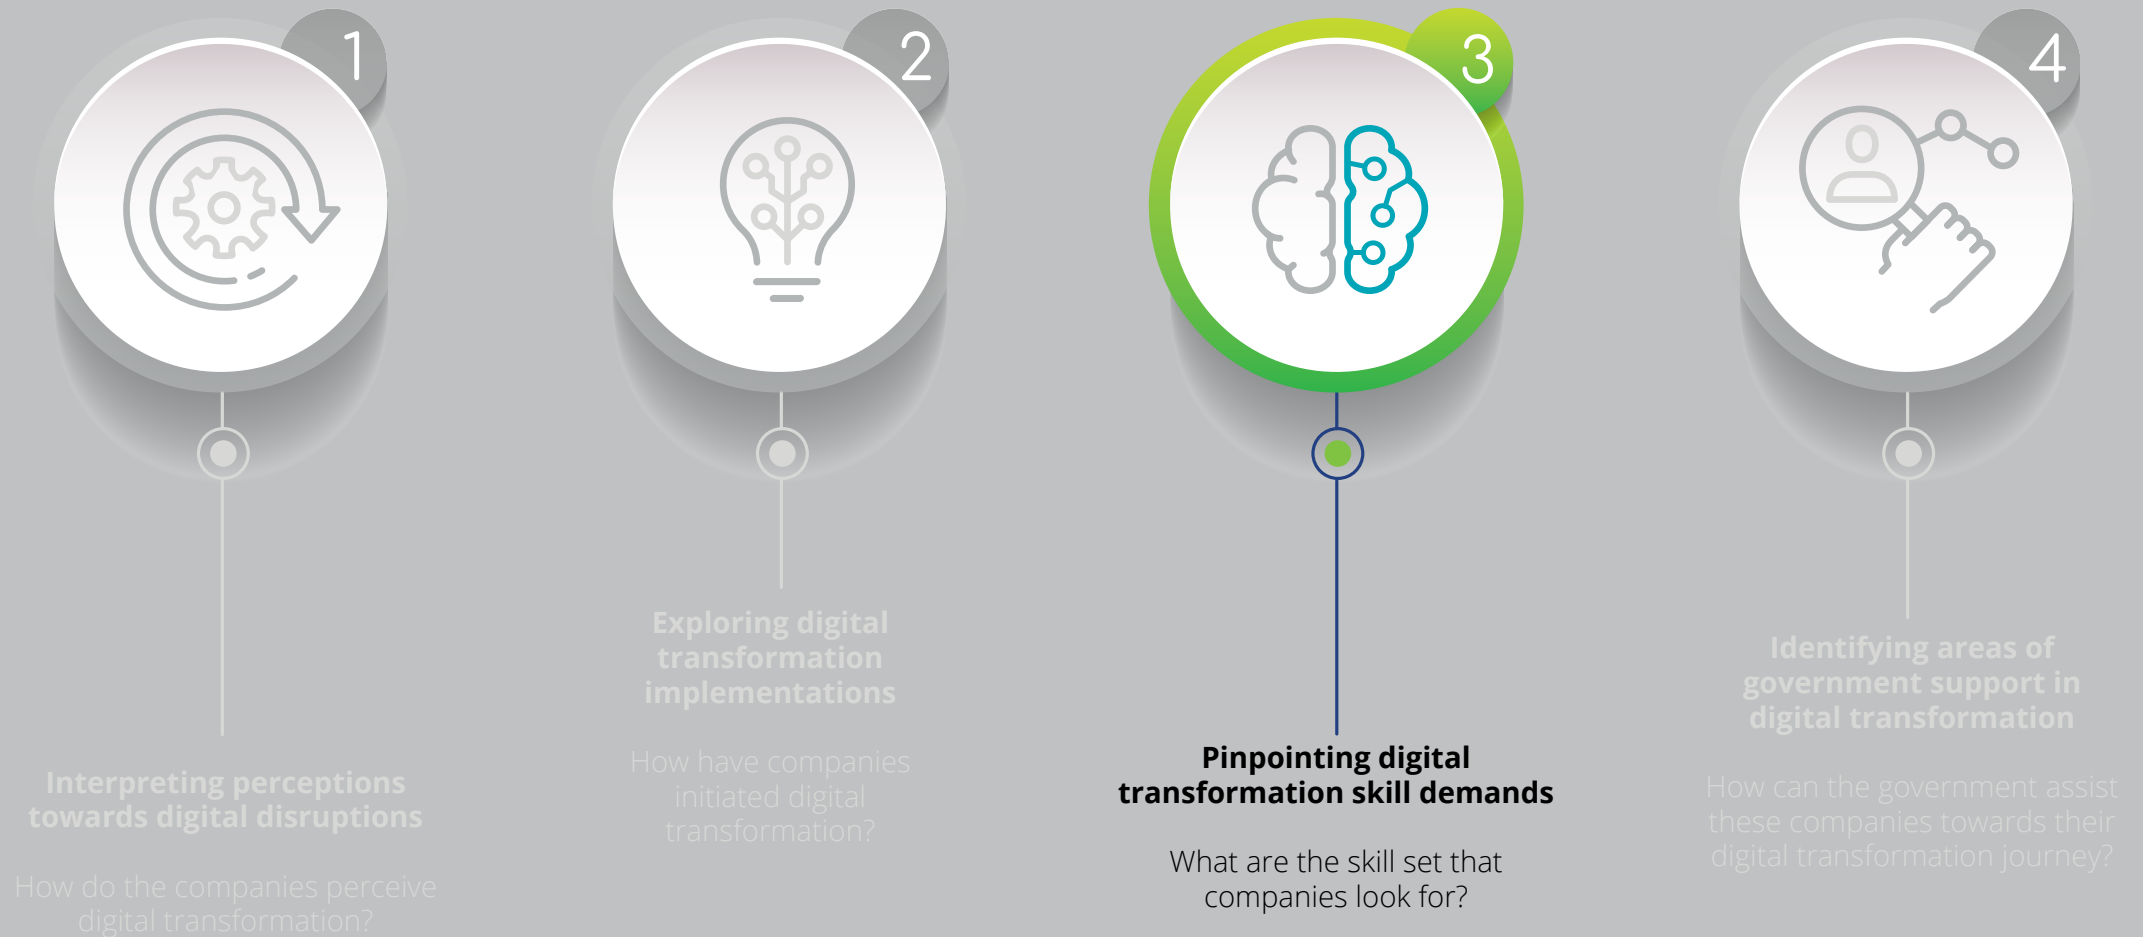 1
Interpreting perceptions
towards digital disruptions
How do the companies perceive
digital transformation?
2
Exploring digital
transformation
implementations
How have companies
initiated digital
transformation?
3
Pinpointing digital
transformation skill demands
What are the skill set that
companies look for?
4
Identifying areas of
government support in
digital transformation
How can the government assist
these companies towards their
digital transformation journey?